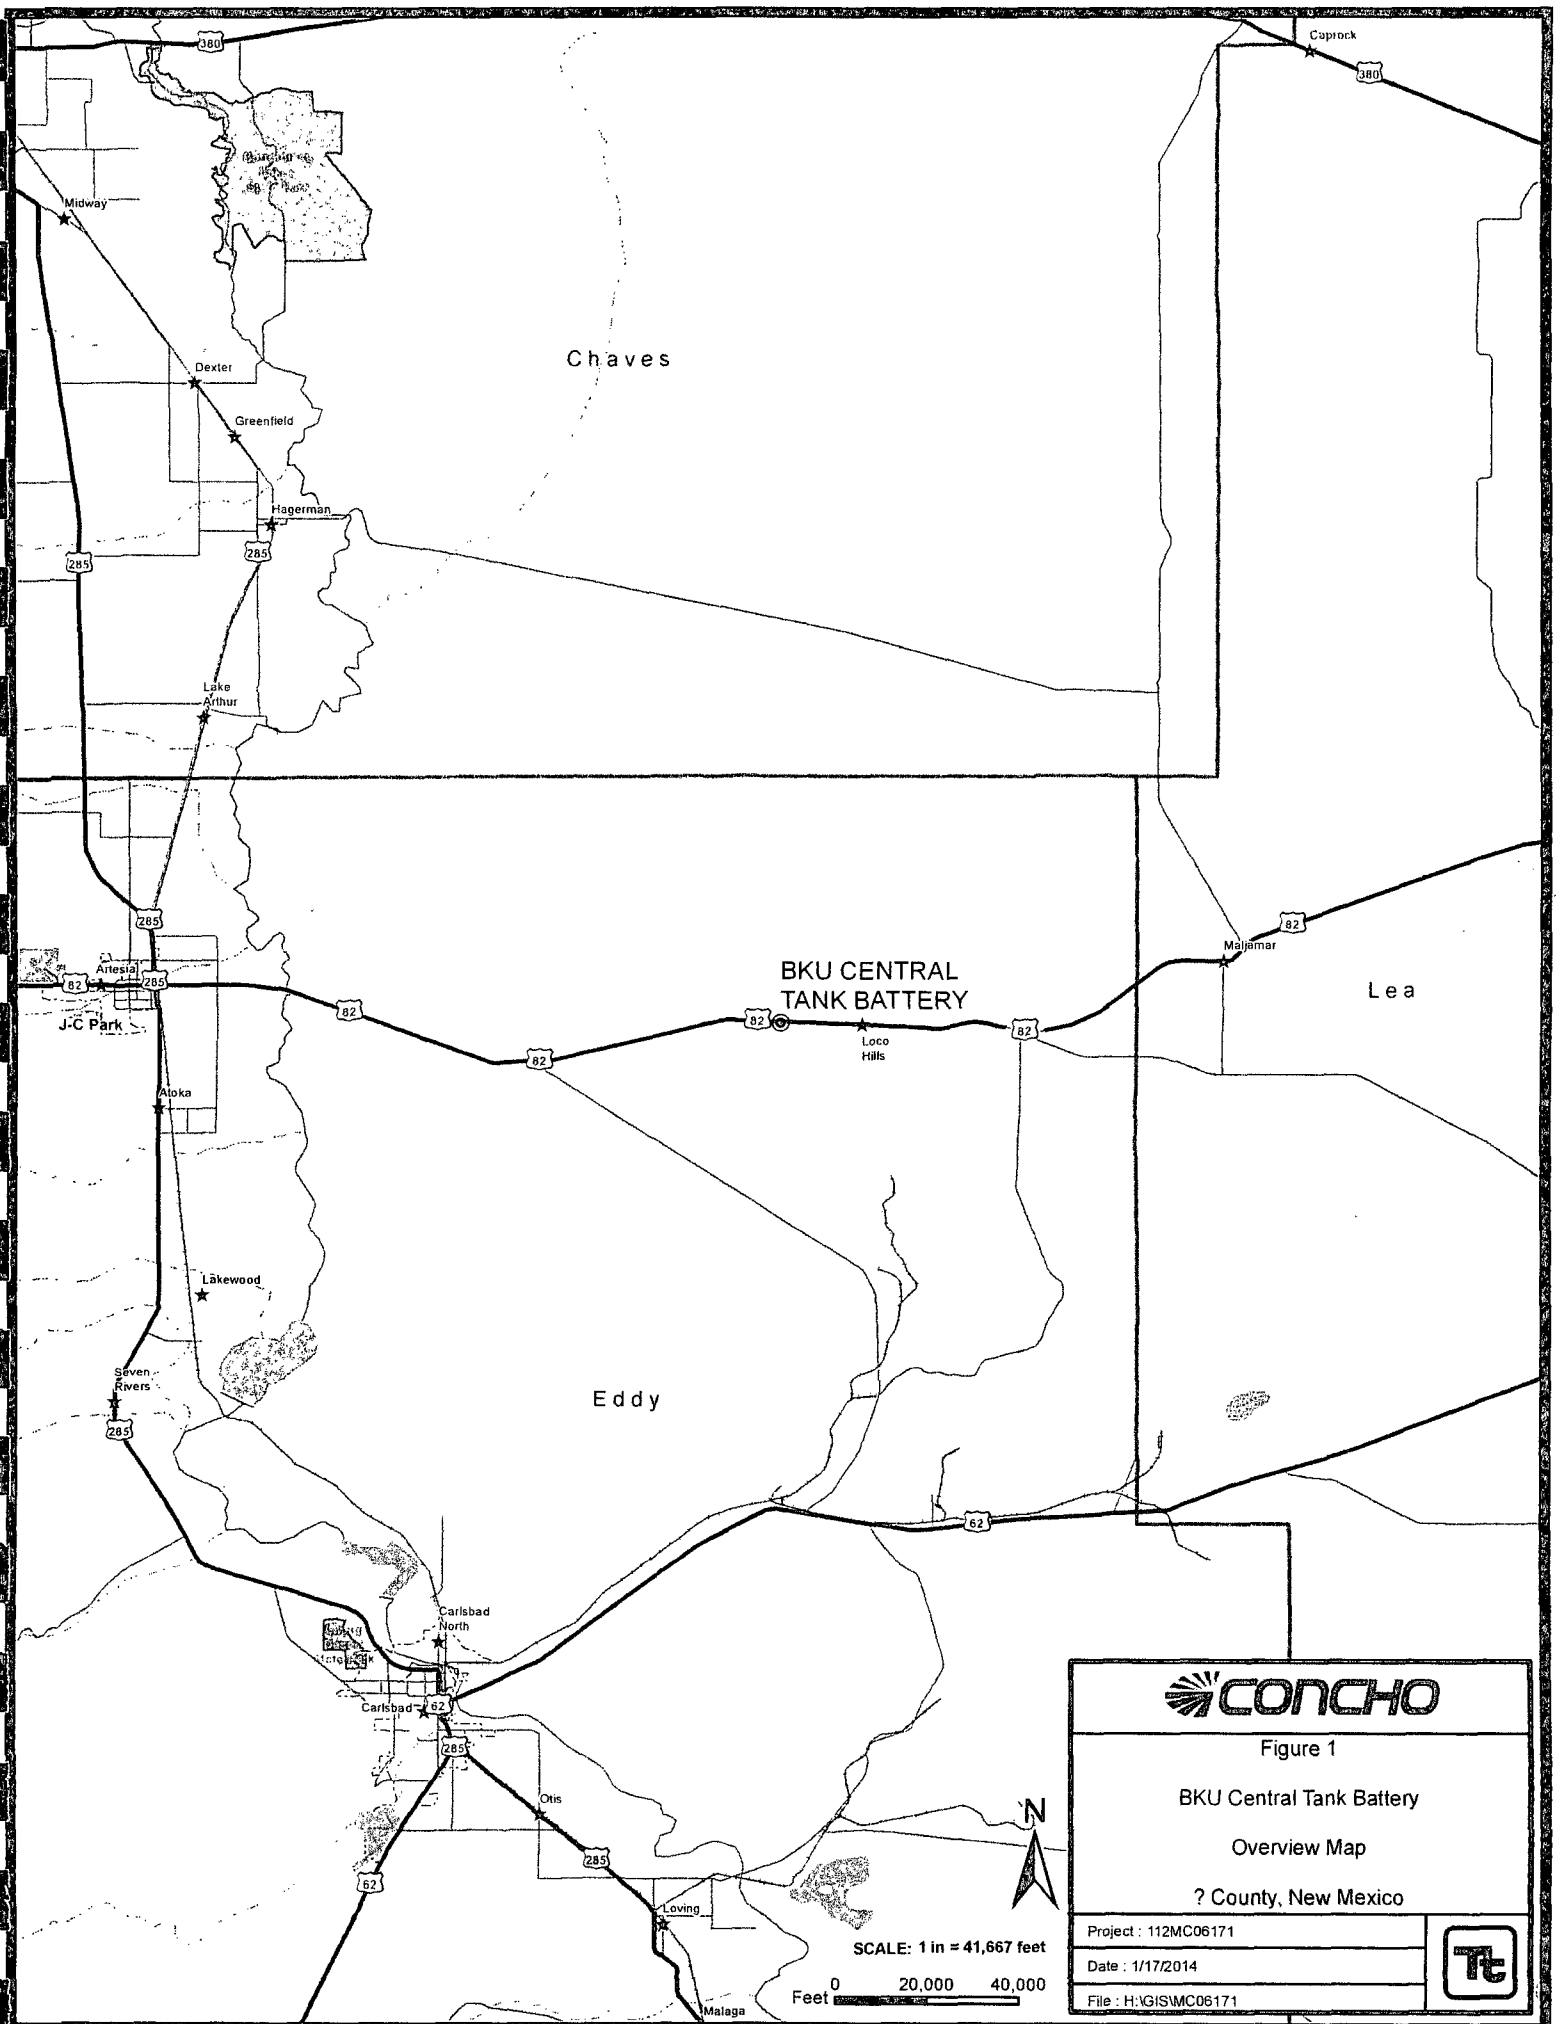 380
Caprock
380
Midway
Chaves
Dexter
Greenfield
Hagerman
285
285
Lake
Arthur
285
82
Artesia
285
J-C Park
82
82
BKU CENTRAL
TANK BATTERY
82
Loco
Hills
82
Maljamar
82
Lea
Atoka
Lakewood
Seven
Rivers
285
Eddy
62
Carlsbad
North
Carlsbad
62
285
Otis
285
62
Loving
Malaga
N
SCALE: 1 in = 41,667 feet
0 20,000 40,000
Feet
CONCHO
Figure 1
BKU Central Tank Battery
Overview Map
? County, New Mexico
Project : 112MC06171
Date : 1/17/2014
File : H:\GIS\MC06171
Tt